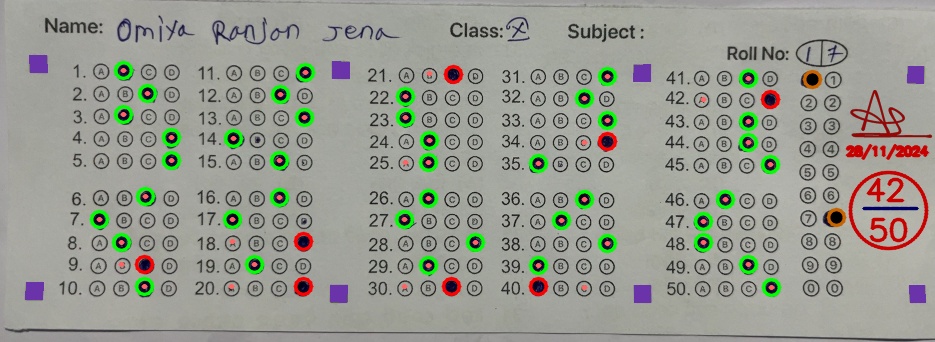 Name: Omiya Ranjan Jena Class: X Subject :
Roll No: 1 7
1. A C D
2. A B D
3. A C D
4. A B C
5. A B C
6. A B D
7. B C D
8. A C D
9. A B D
10. A B D
11. A B C
12. A B D
13. A B C
14. B C D
15. A B D
16. A B D
17. B C D
18. A B C
19. A C D
20. A B C
21. A B D
22. B C D
23. B C D
24. A C D
25. A C D
26. A C D
27. B C D
28. A B C
29. A C D
30. A B D
31. A B C
32. A B D
33. A B C
34. A B C
35. B C D
36. A B D
37. A C D
38. A B C
39. B C D
40. B C D
41. A B D
42. A B C
43. A B D
44. A B D
45. A B C
46. A C D
47. B C D
48. B C D
49. A B D
50. A B C
1
2 2
3 3
4 4
5 5
6 6
7
8 8
9 9
0 0
28/11/2024
42
50